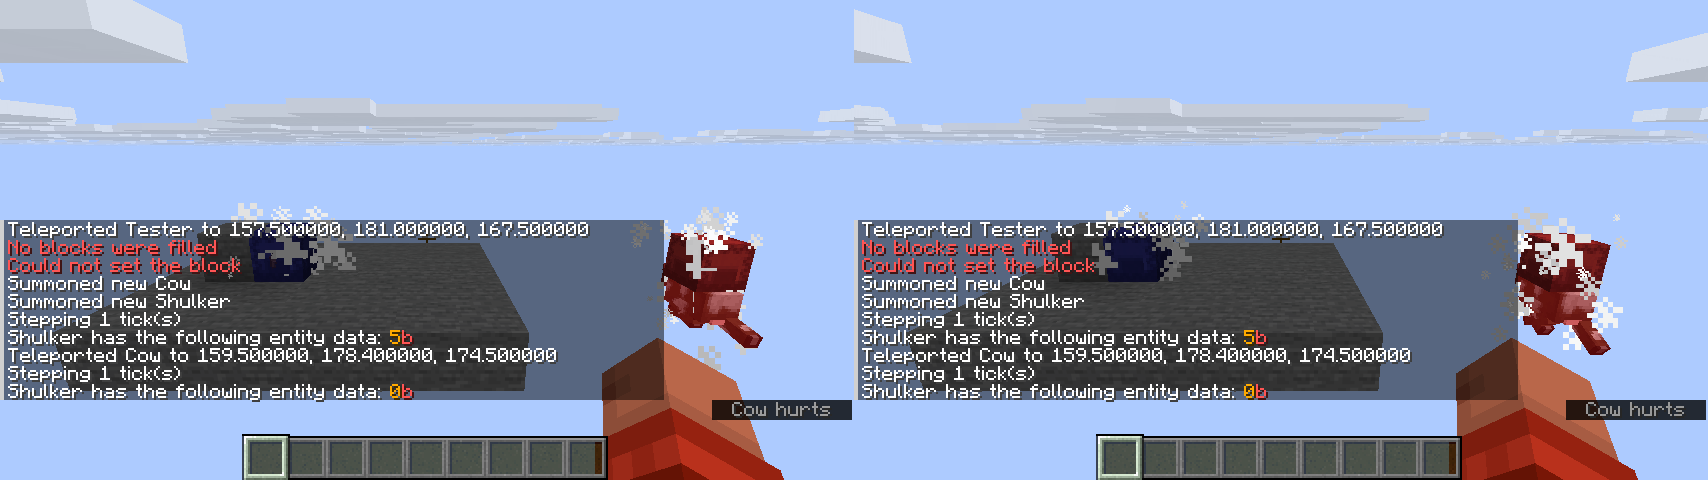 Teleported Tester to 157.500000, 181.000000, 167.500000
No blocks were filled
Could not set the block
Summoned new Cow
Summoned new Shulker
Stepping 1 tick(s)
Shulker has the following entity data: 5b
Teleported Cow to 159.500000, 178.400000, 174.500000
Stepping 1 tick(s)
Shulker has the following entity data: 0b
Cow hurts
Teleported Tester to 157.500000, 181.000000, 167.500000
No blocks were filled
Could not set the block
Summoned new Cow
Summoned new Shulker
Stepping 1 tick(s)
Shulker has the following entity data: 5b
Teleported Cow to 159.500000, 178.400000, 174.500000
Stepping 1 tick(s)
Shulker has the following entity data: 0b
Cow hurts